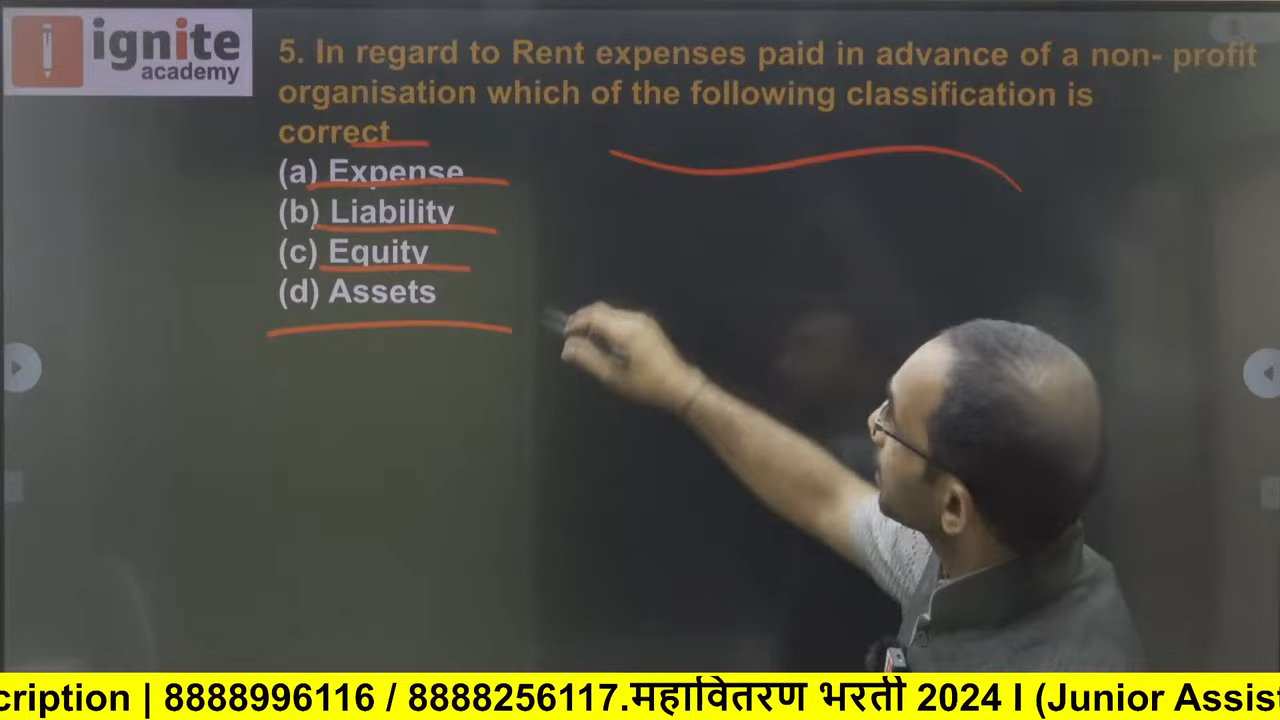 ignite
academy
5. In regard to Rent expenses paid in advance of a non- profit
organisation which of the following classification is
correct
(a) Expense
(b) Liability
(c) Equity
(d) Assets
cription | 8888996116 / 8888256117.महावितरण भरती 2024 I (Junior Assist